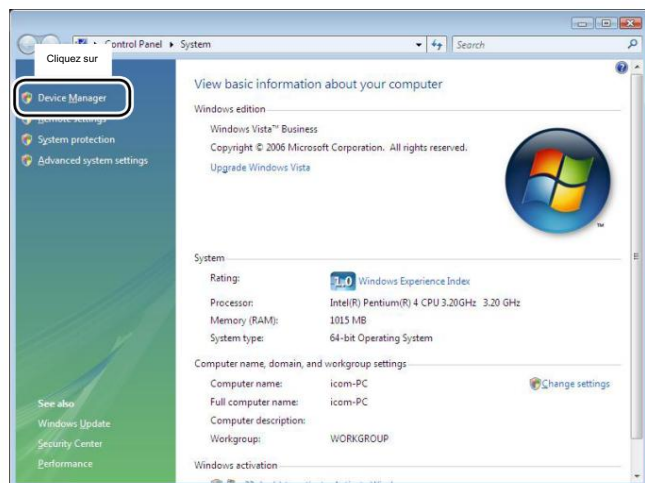 Control Panel ▸ System
Search
Cliquez sur
Device Manager
Remote settings
System protection
Advanced system settings
View basic information about your computer
Windows edition
Windows Vista™ Business
Copyright © 2006 Microsoft Corporation. All rights reserved.
Upgrade Windows Vista
TM
System
Rating:
1.0 Windows Experience Index
Processor: Intel(R) Pentium(R) 4 CPU 3.20GHz 3.20 GHz
Memory (RAM): 1015 MB
System type: 64-bit Operating System
Computer name, domain, and workgroup settings
Computer name: icom-PC
Change settings
Full computer name: icom-PC
Computer description:
Workgroup: WORKGROUP
Windows activation
See also
Windows Update
Security Center
Performance